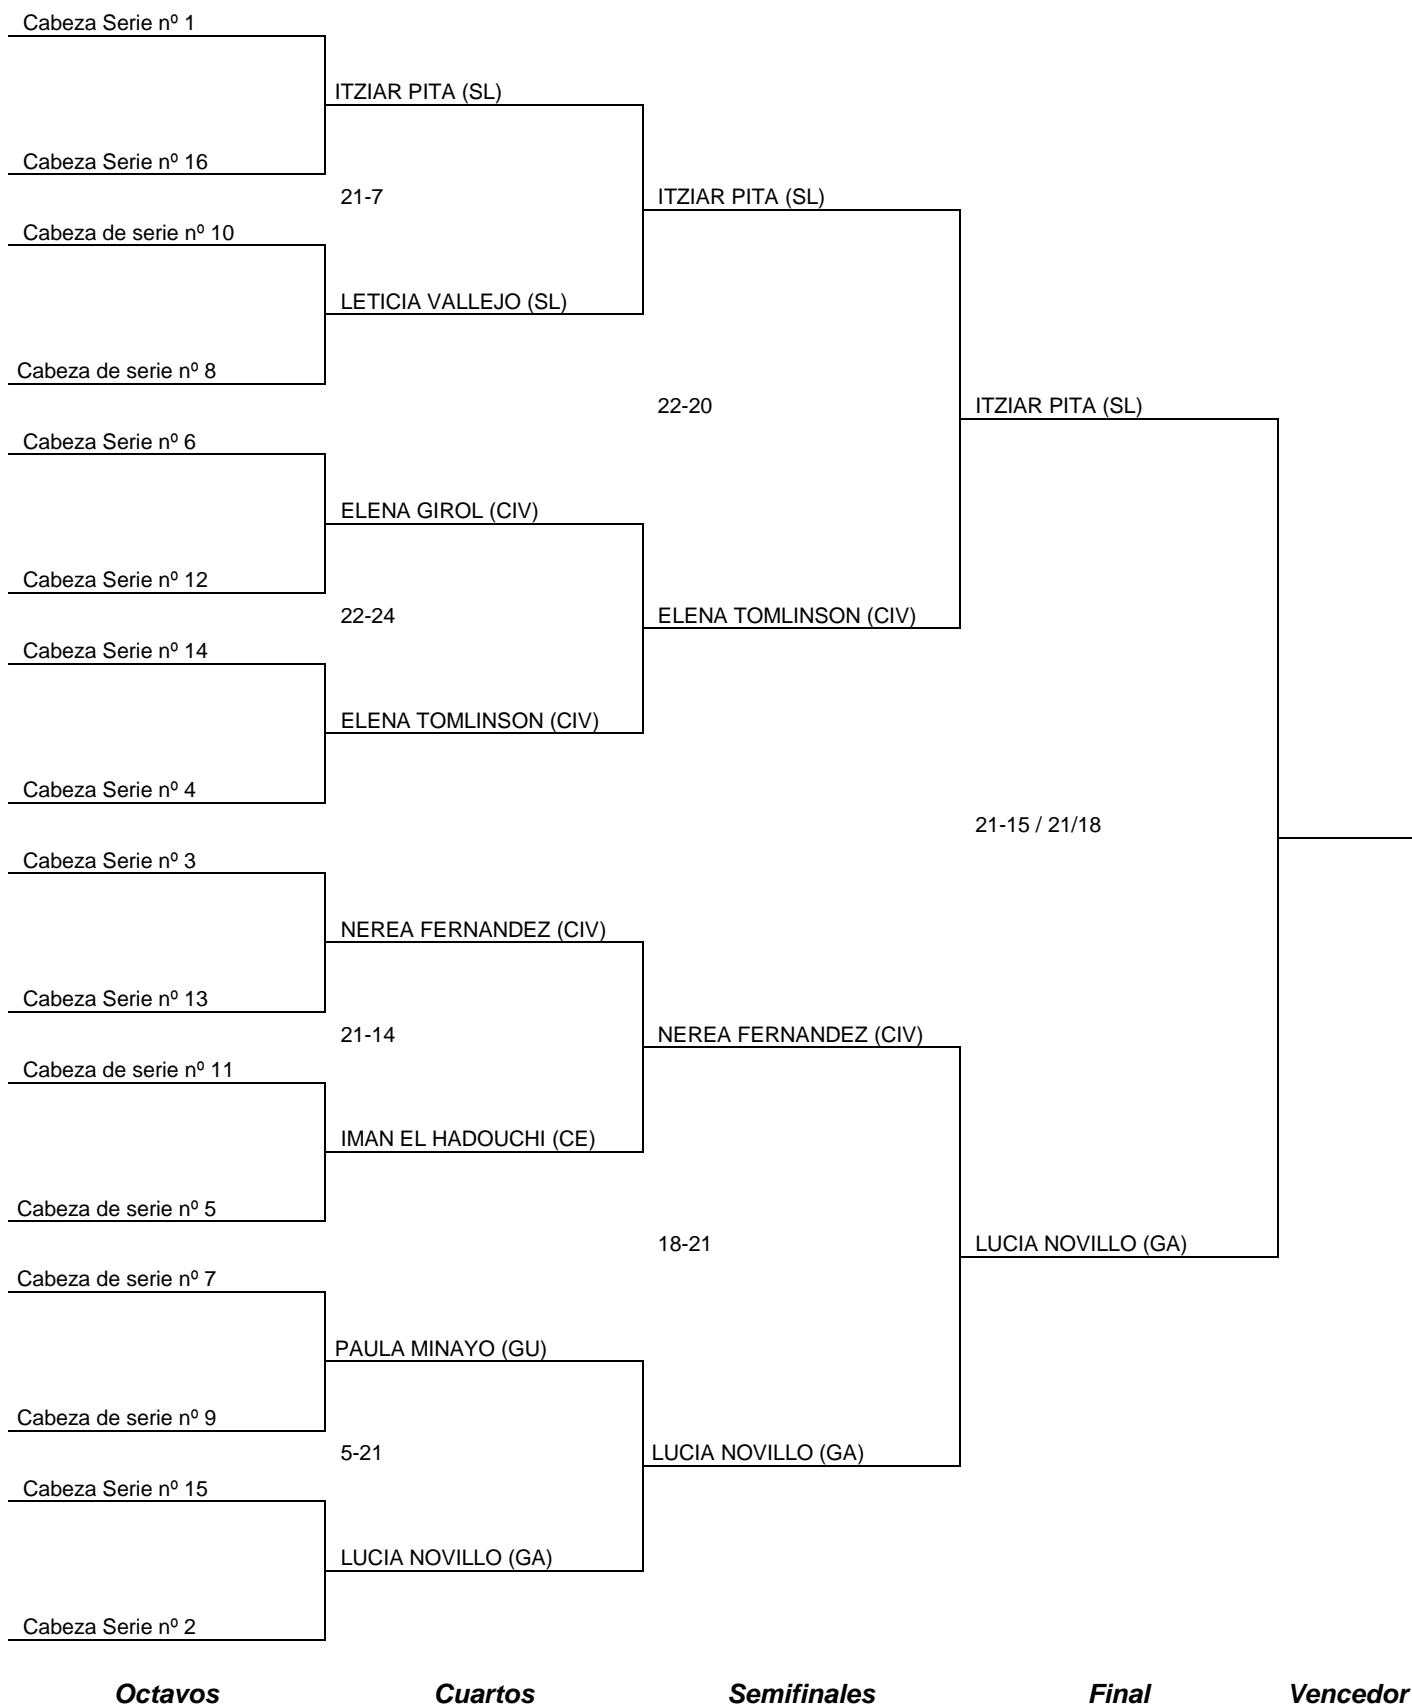 Cabeza Serie nº 1
ITZIAR PITA (SL)
Cabeza Serie nº 16
21-7
ITZIAR PITA (SL)
Cabeza de serie nº 10
LETICIA VALLEJO (SL)
Cabeza de serie nº 8
22-20
ITZIAR PITA (SL)
Cabeza Serie nº 6
ELENA GIROL (CIV)
Cabeza Serie nº 12
22-24
ELENA TOMLINSON (CIV)
Cabeza Serie nº 14
ELENA TOMLINSON (CIV)
Cabeza Serie nº 4
21-15 / 21/18
Cabeza Serie nº 3
NEREA FERNANDEZ (CIV)
Cabeza Serie nº 13
21-14
NEREA FERNANDEZ (CIV)
Cabeza de serie nº 11
IMAN EL HADOUCHI (CE)
Cabeza de serie nº 5
18-21
LUCIA NOVILLO (GA)
Cabeza de serie nº 7
PAULA MINAYO (GU)
Cabeza de serie nº 9
5-21
LUCIA NOVILLO (GA)
Cabeza Serie nº 15
LUCIA NOVILLO (GA)
Cabeza Serie nº 2
Octavos Cuartos Semifinales Final Vencedor